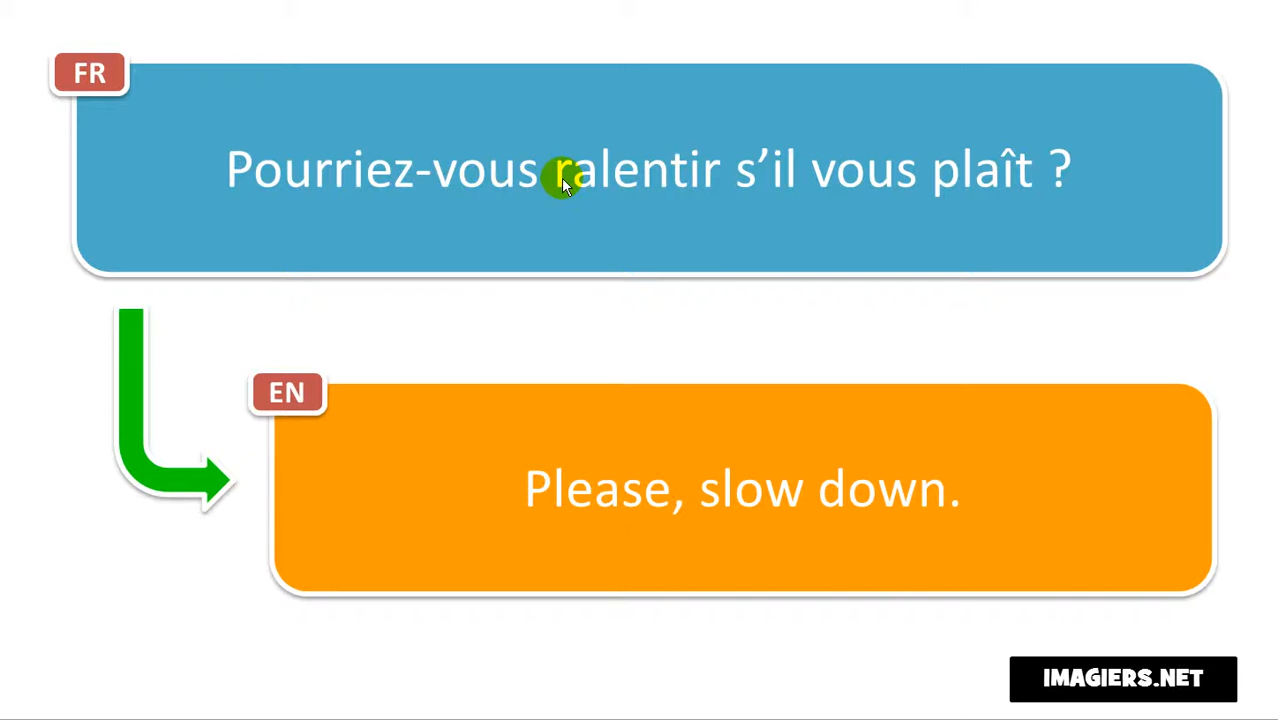 FR
Pourriez-vous ralentir s’il vous plaît ?
EN
Please, slow down.
IMAGIERS.NET